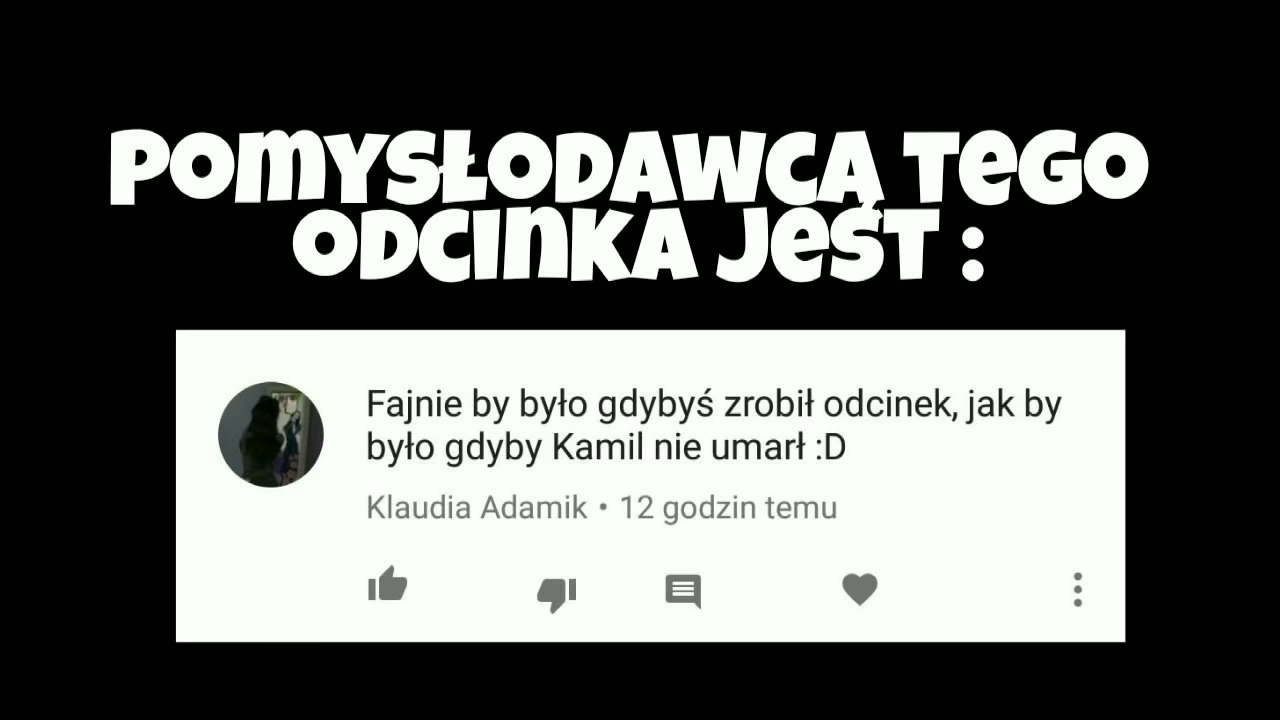 POMYSŁODAWCĄ TEGO
ODCINKA JEST :
Fajnie by było gdybyś zrobił odcinek, jak by
było gdyby Kamil nie umarł :D
Klaudia Adamik • 12 godzin temu